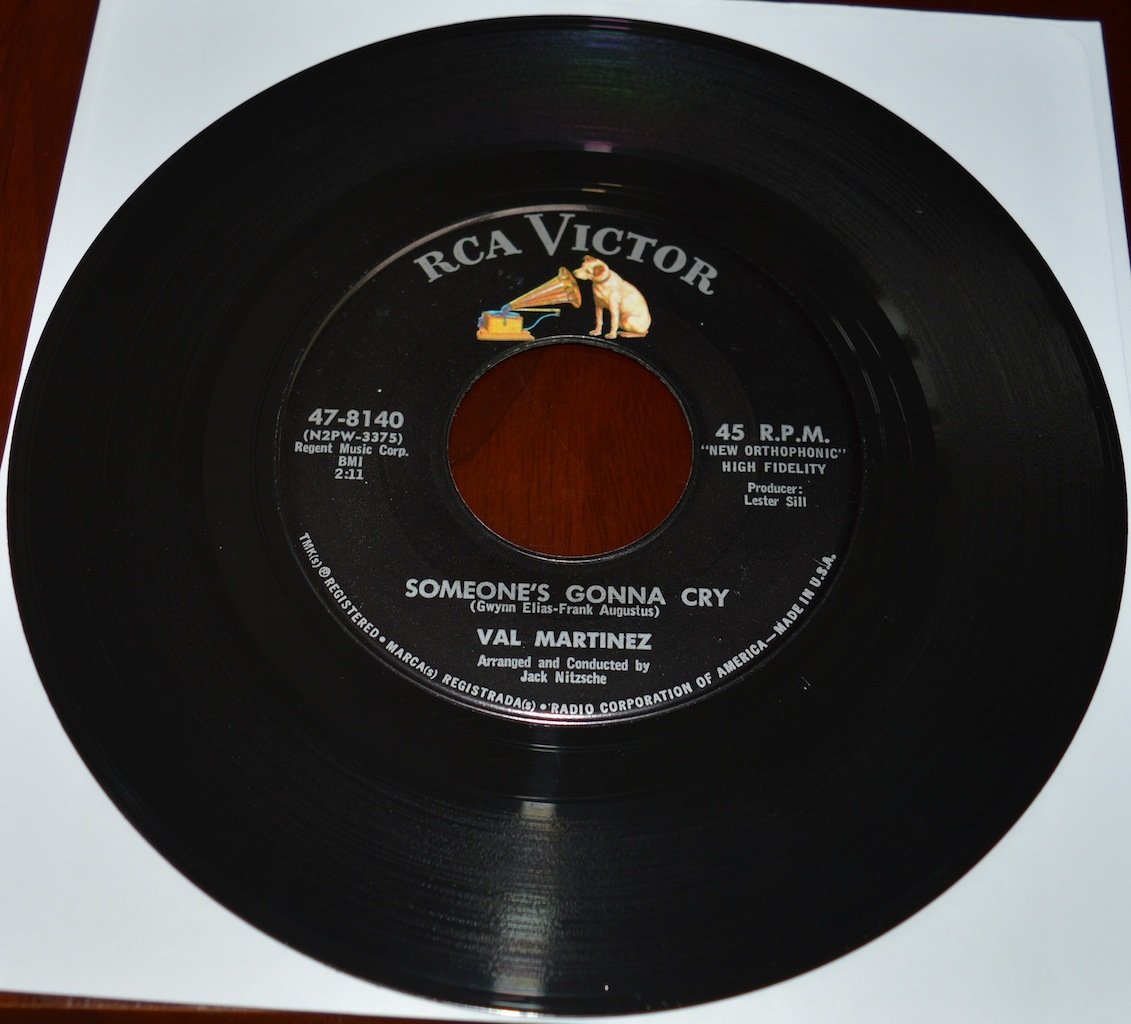 RCA VICTOR
47-8140
(N2PW-3375)
Regent Music Corp.
BMI
2:11
45 R.P.M.
"NEW ORTHOPHONIC"
HIGH FIDELITY
Producer:
Lester Sill
SOMEONE'S GONNA CRY
(Gwynn Elias-Frank Augustus)
VAL MARTINEZ
Arranged and Conducted by
Jack Nitzsche
TMK(s) ® REGISTERED • MARCA(s) REGISTRADA(s) • RADIO CORPORATION OF AMERICA—MADE IN U.S.A.